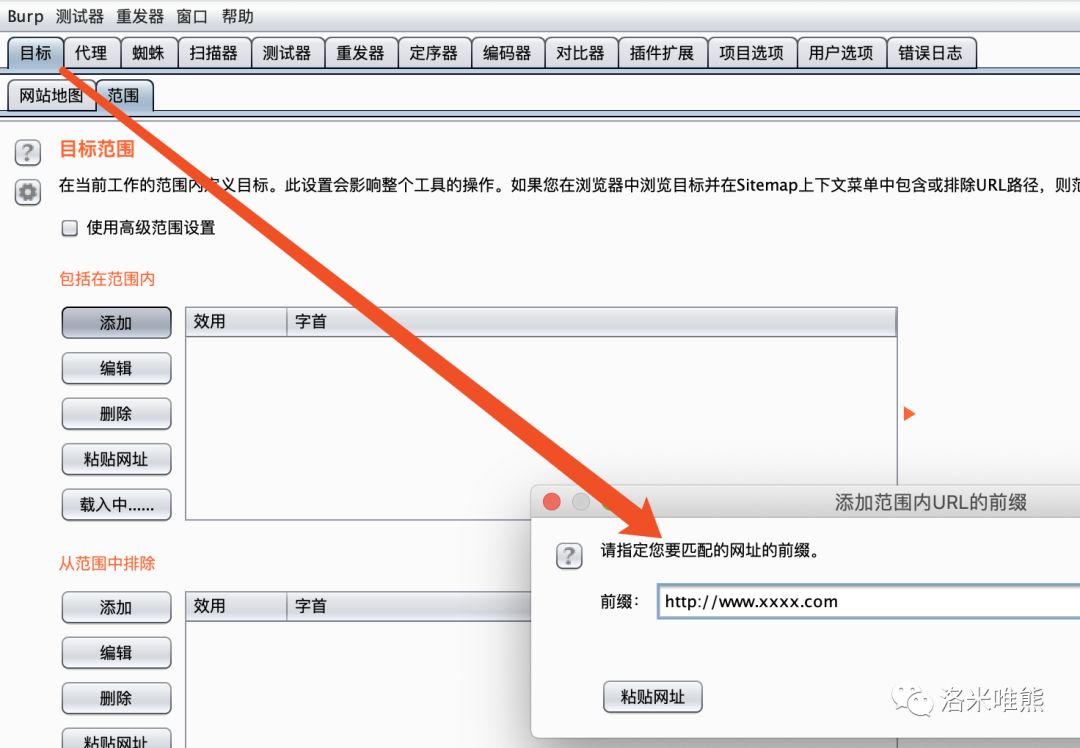 Burp 测试器 重发器 窗口 帮助
目标 代理 蜘蛛 扫描器 测试器 重发器 定序器 编码器 对比器 插件扩展 项目选项 用户选项 错误日志
网站地图 范围
? 目标范围
在当前工作的范围内定义目标。此设置会影响整个工具的操作。如果您在浏览器中浏览目标并在Sitemap上下文菜单中包含或排除URL路径，则范
使用高级范围设置
包括在范围内
添加 效用 字首
编辑
删除
粘贴网址
载入中......
从范围中排除
添加 效用 字首
编辑
删除
粘贴网址
添加范围内URL的前缀
? 请指定您要匹配的网址的前缀。
前缀： http://www.xxxx.com
粘贴网址
洛米唯熊